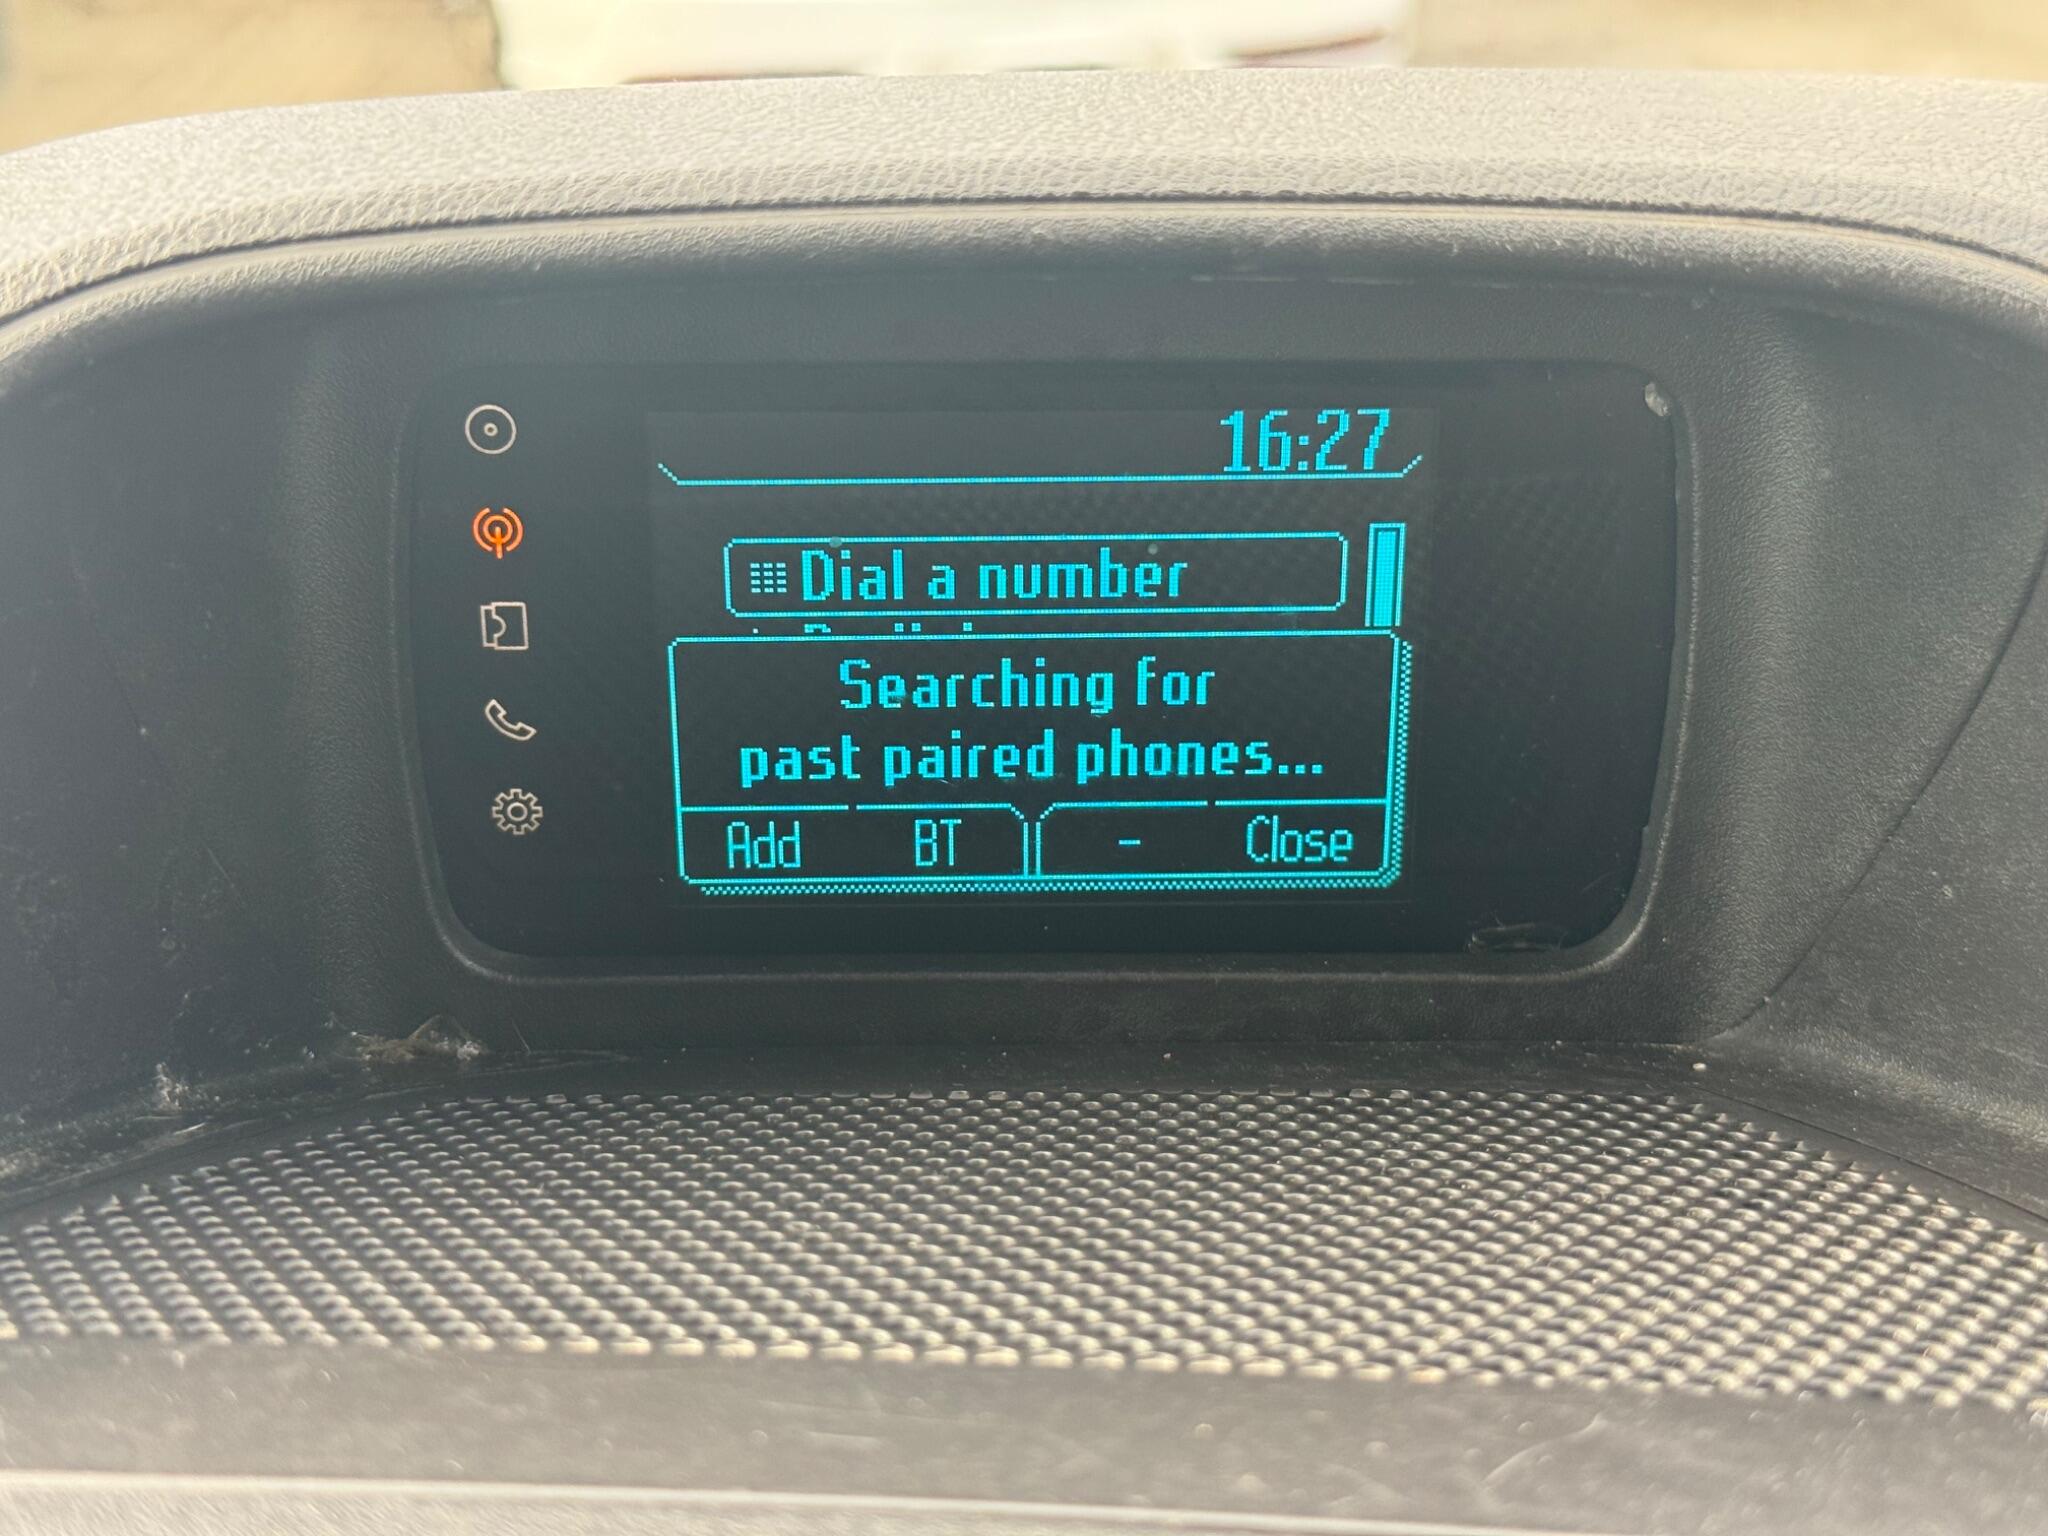 16:27
Dial a number
Searching for
past paired phones...
Add BT - Close